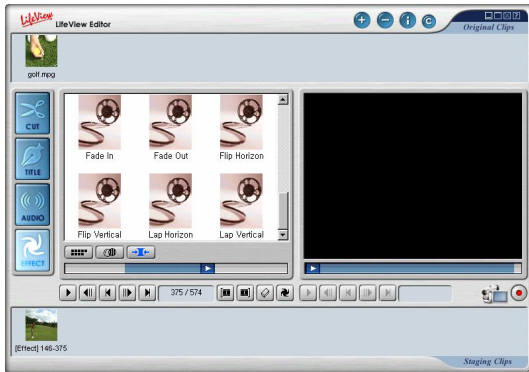 LifeView
LifeView Editor
Original Clips
golf.mpg
CUT
TITLE
AUDIO
EFFECT
Fade In
Fade Out
Flip Horizon
Flip Vertical
Lap Horizon
Lap Vertical
375 / 574
[Effect] 146-375
Staging Clips